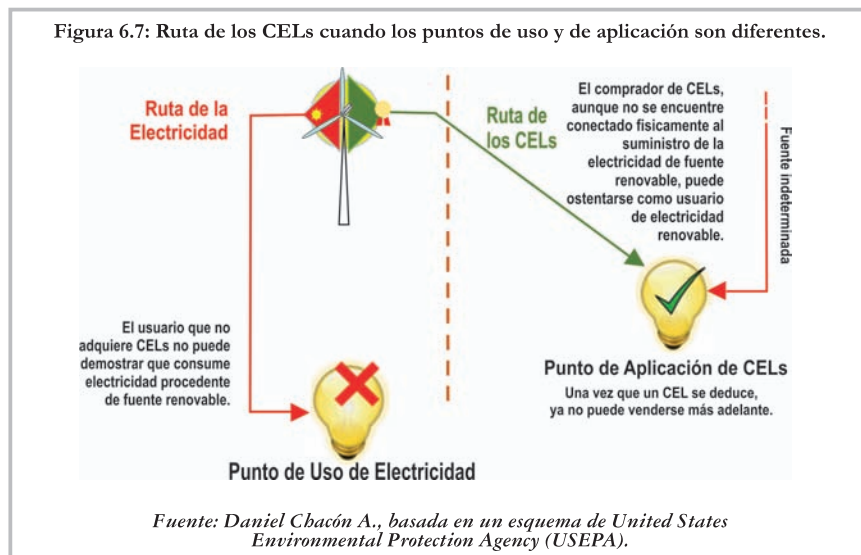 Figura 6.7: Ruta de los CELs cuando los puntos de uso y de aplicación son diferentes.
Ruta de la
Electricidad
Ruta de
los CELs
El comprador de CELs,
aunque no se encuentre
conectado fisicamente al
suministro de la
electricidad de fuente
renovable, puede
ostentarse como usuario
de electricidad
renovable.
Fuente indeterminada
El usuario que no
adquiere CELs no puede
demostrar que consume
electricidad procedente
de fuente renovable.
Punto de Aplicación de CELs
Una vez que un CEL se deduce,
ya no puede venderse más adelante.
Punto de Uso de Electricidad
Fuente: Daniel Chacón A., basada en un esquema de United States
Environmental Protection Agency (USEPA).